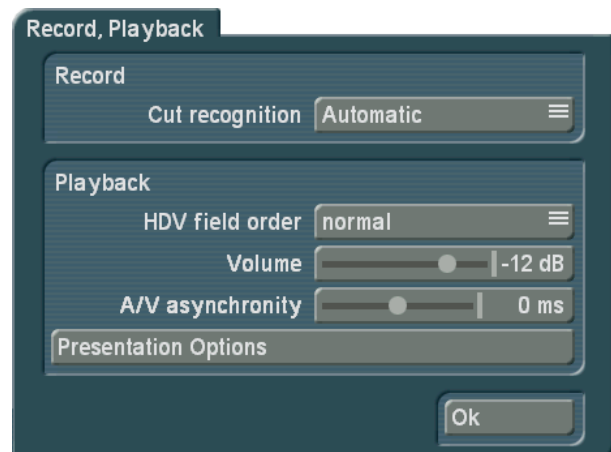 Record, Playback
Record
Cut recognition Automatic
Playback
HDV field order normal
Volume -12 dB
A/V asynchronity 0 ms
Presentation Options
Ok